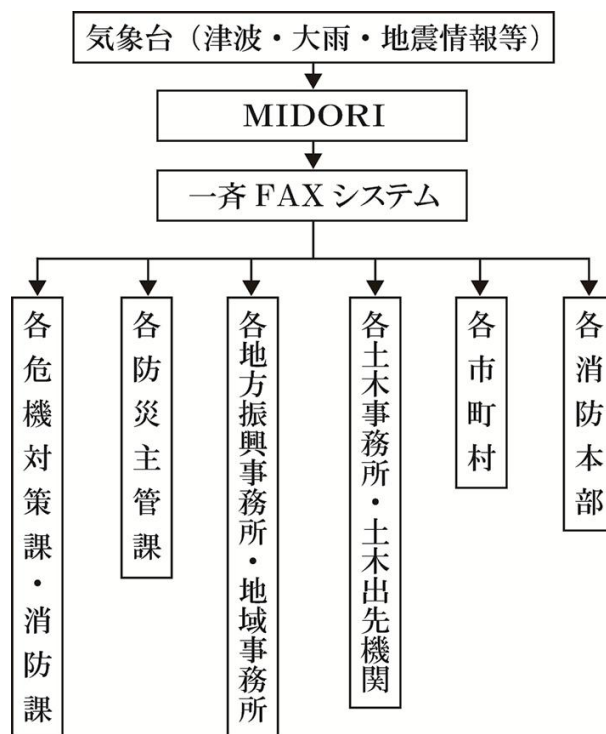 気象台（津波・大雨・地震情報等）
MIDORI
一斉 FAX システム
各危機対策課・消防課
各防災主管課
各地方振興事務所・地域事務所
各土木事務所・土木出先機関
各市町村
各消防本部